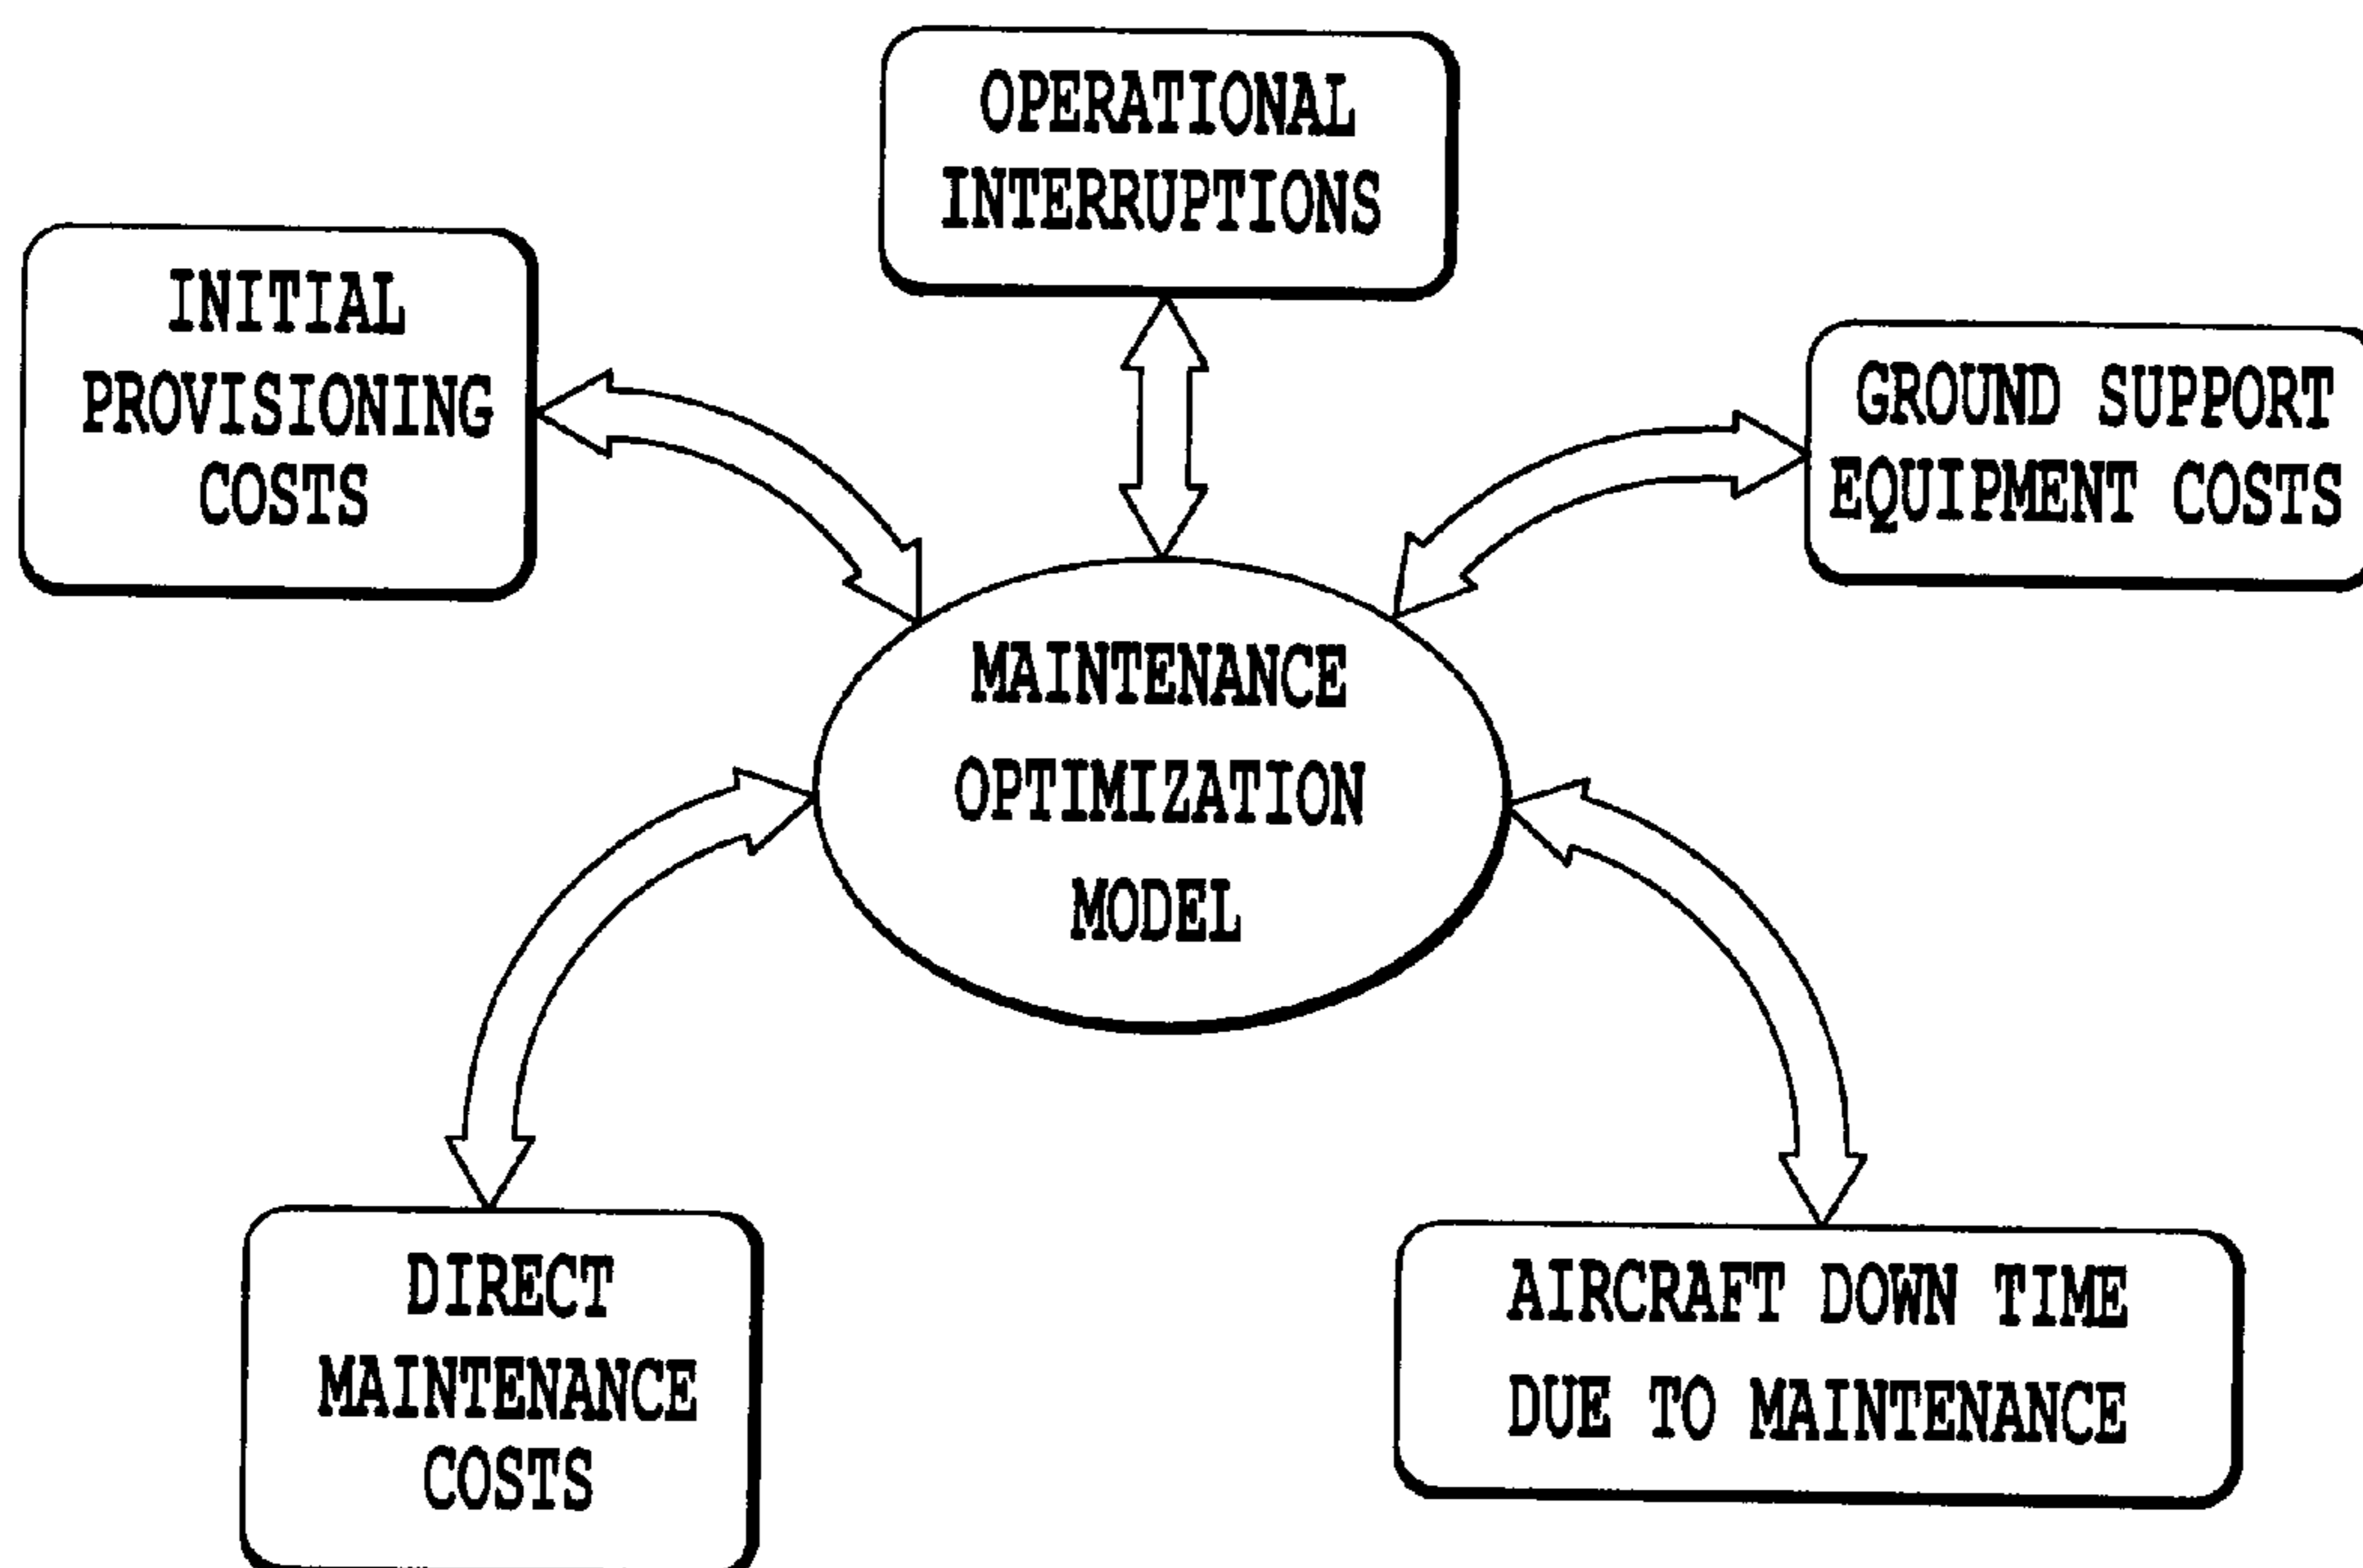 OPERATIONAL
INTERRUPTIONS
INITIAL
PROVISIONING
COSTS
GROUND SUPPORT
EQUIPMENT COSTS
MAINTENANCE
OPTIMIZATION
MODEL
DIRECT
MAINTENANCE
COSTS
AIRCRAFT DOWN TIME
DUE TO MAINTENANCE